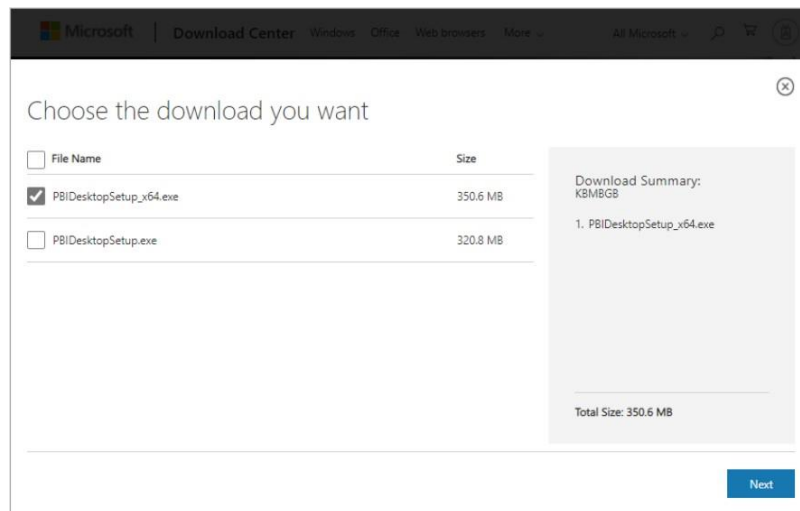 Microsoft | Download Center Windows Office Web browsers More All Microsoft
Choose the download you want
File Name Size
PBIDesktopSetup_x64.exe 350.6 MB
PBIDesktopSetup.exe 320.8 MB
Download Summary:
KBMBGB
1. PBIDesktopSetup_x64.exe
Total Size: 350.6 MB
Next